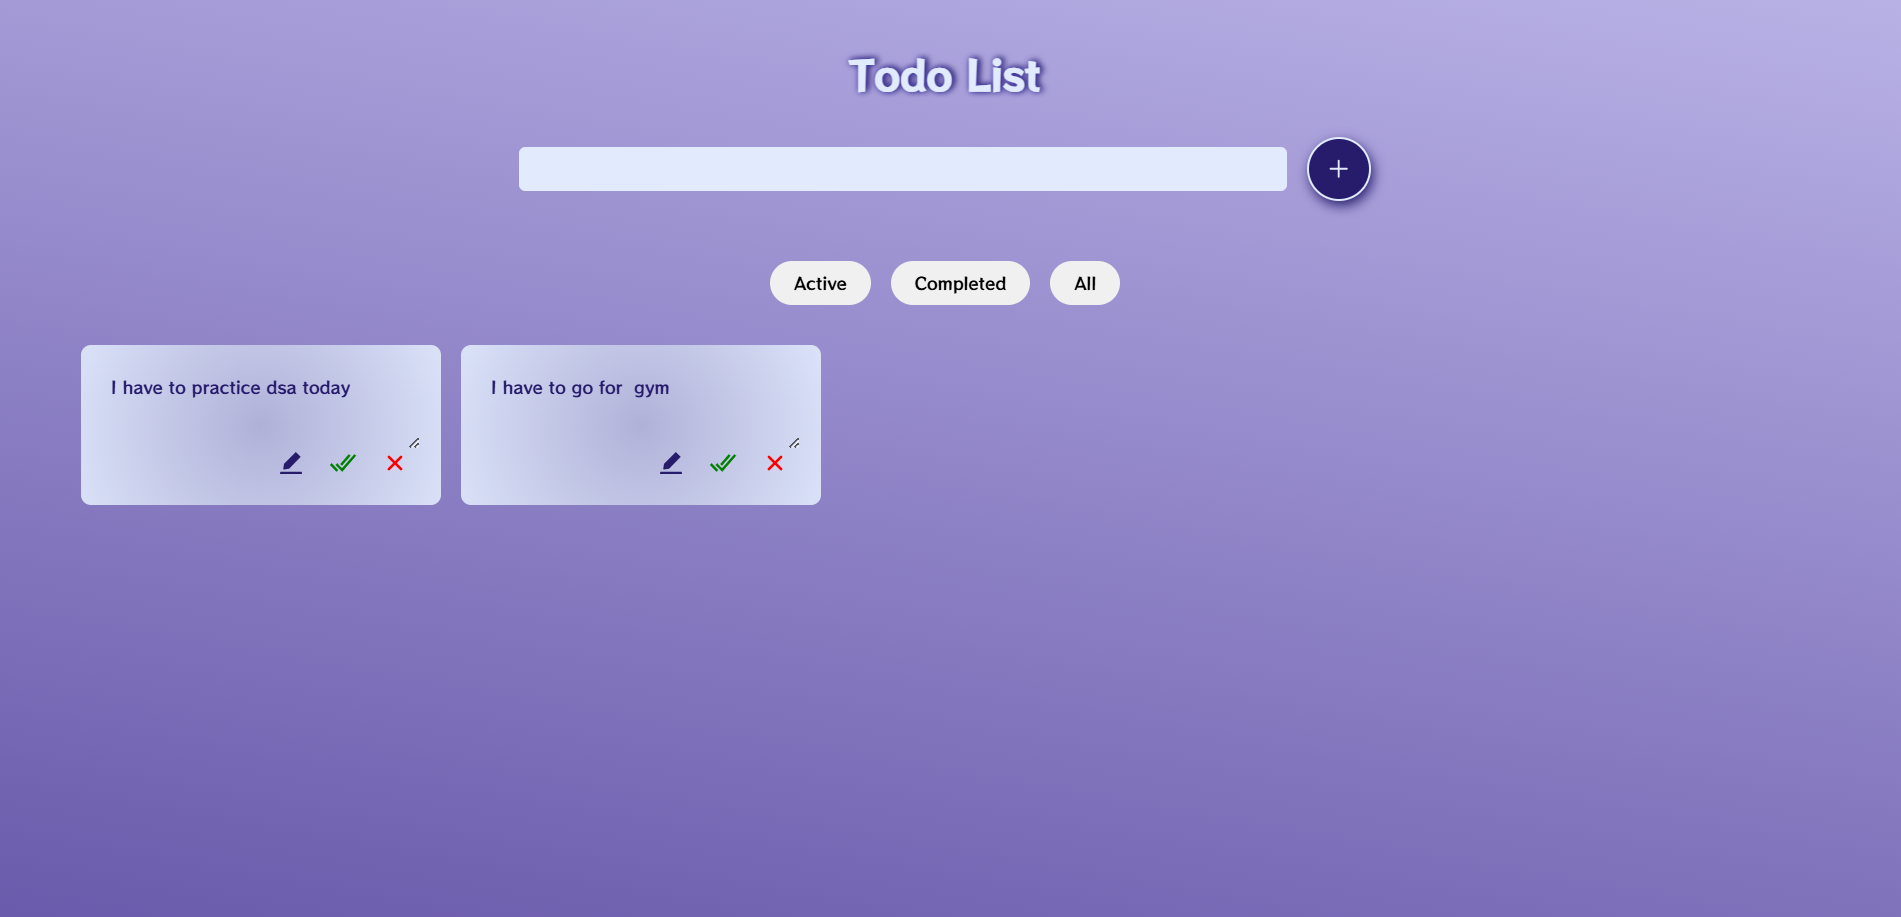 Todo List
Active Completed All
I have to practice dsa today
I have to go for  gym